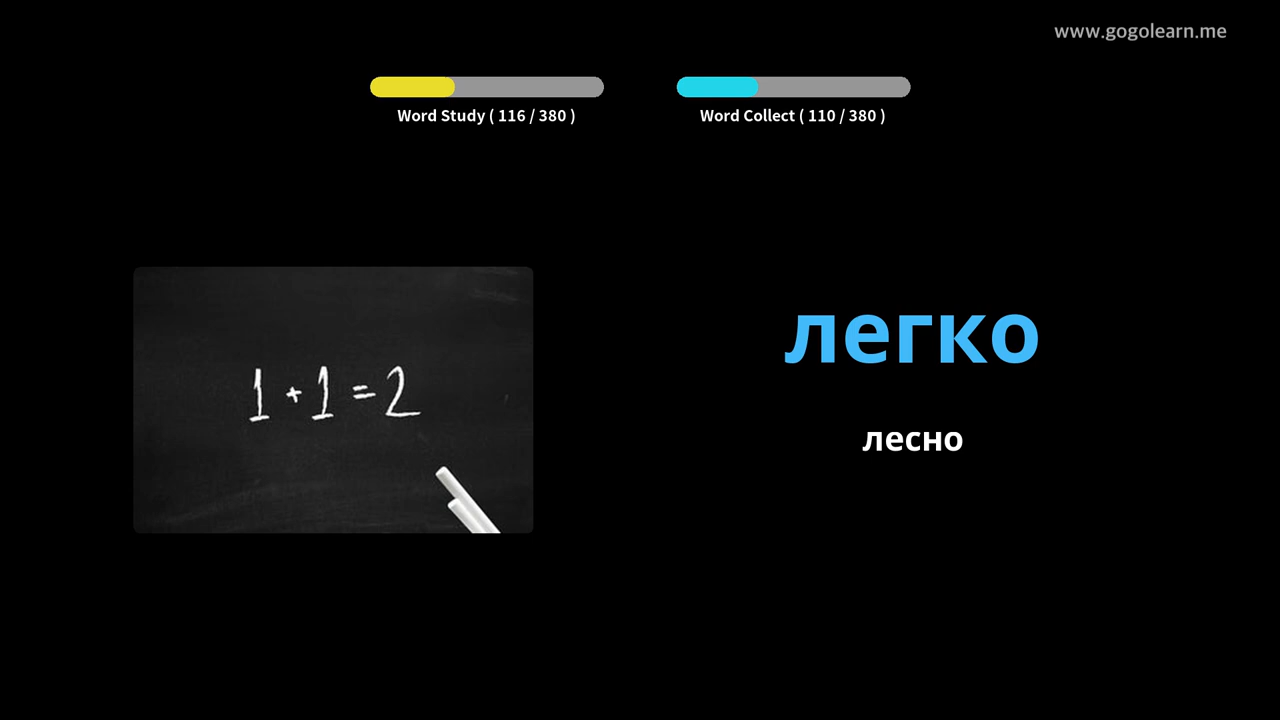 www.gogolearn.me
Word Study ( 116 / 380 )
Word Collect ( 110 / 380 )
1 + 1 = 2
легко
лесно